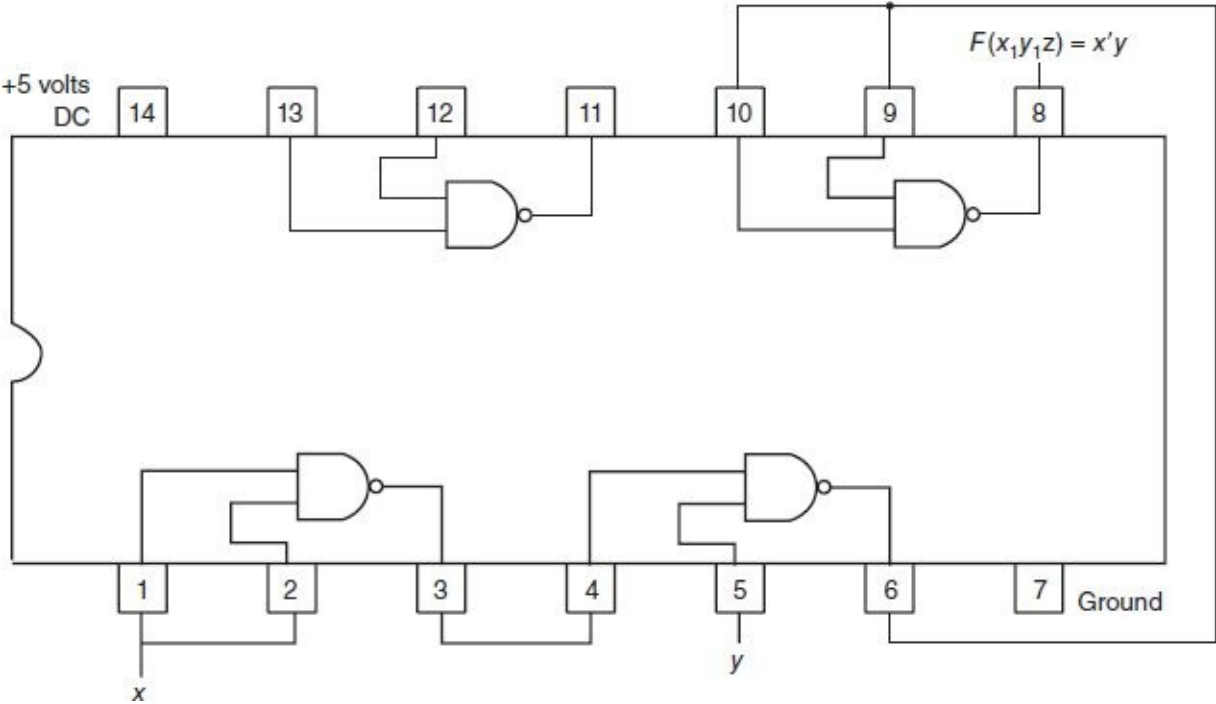 F(x₁y₁z) = x′y
+5 volts
DC
14 13 12 11 10 9 8
1 2 3 4 5 6 7
Ground
x y